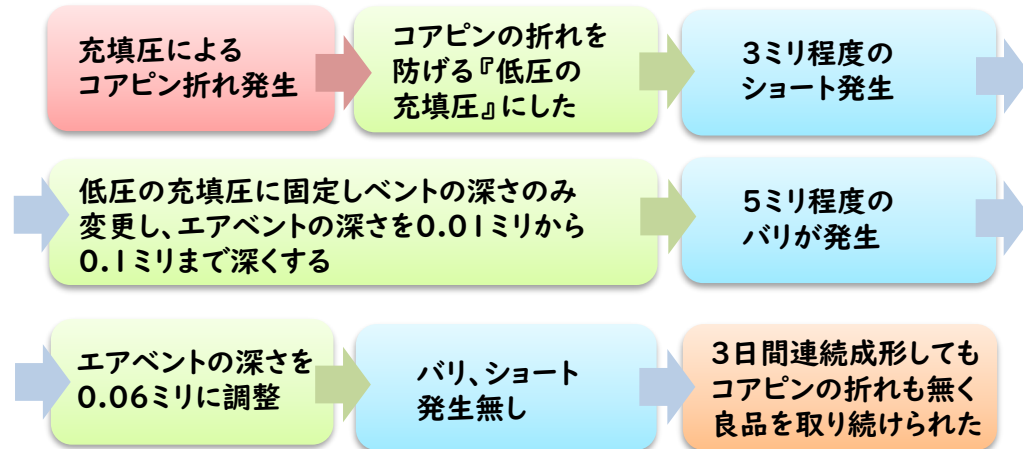 充填圧による
コアピン折れ発生
コアピンの折れを
防げる『低圧の
充填圧』にした
3ミリ程度の
ショート発生
低圧の充填圧に固定しベントの深さのみ
変更し、エアベントの深さを0.01ミリから
0.1ミリまで深くする
5ミリ程度の
バリが発生
エアベントの深さを
0.06ミリに調整
バリ、ショート
発生無し
3日間連続成形しても
コアピンの折れも無く
良品を取り続けられた